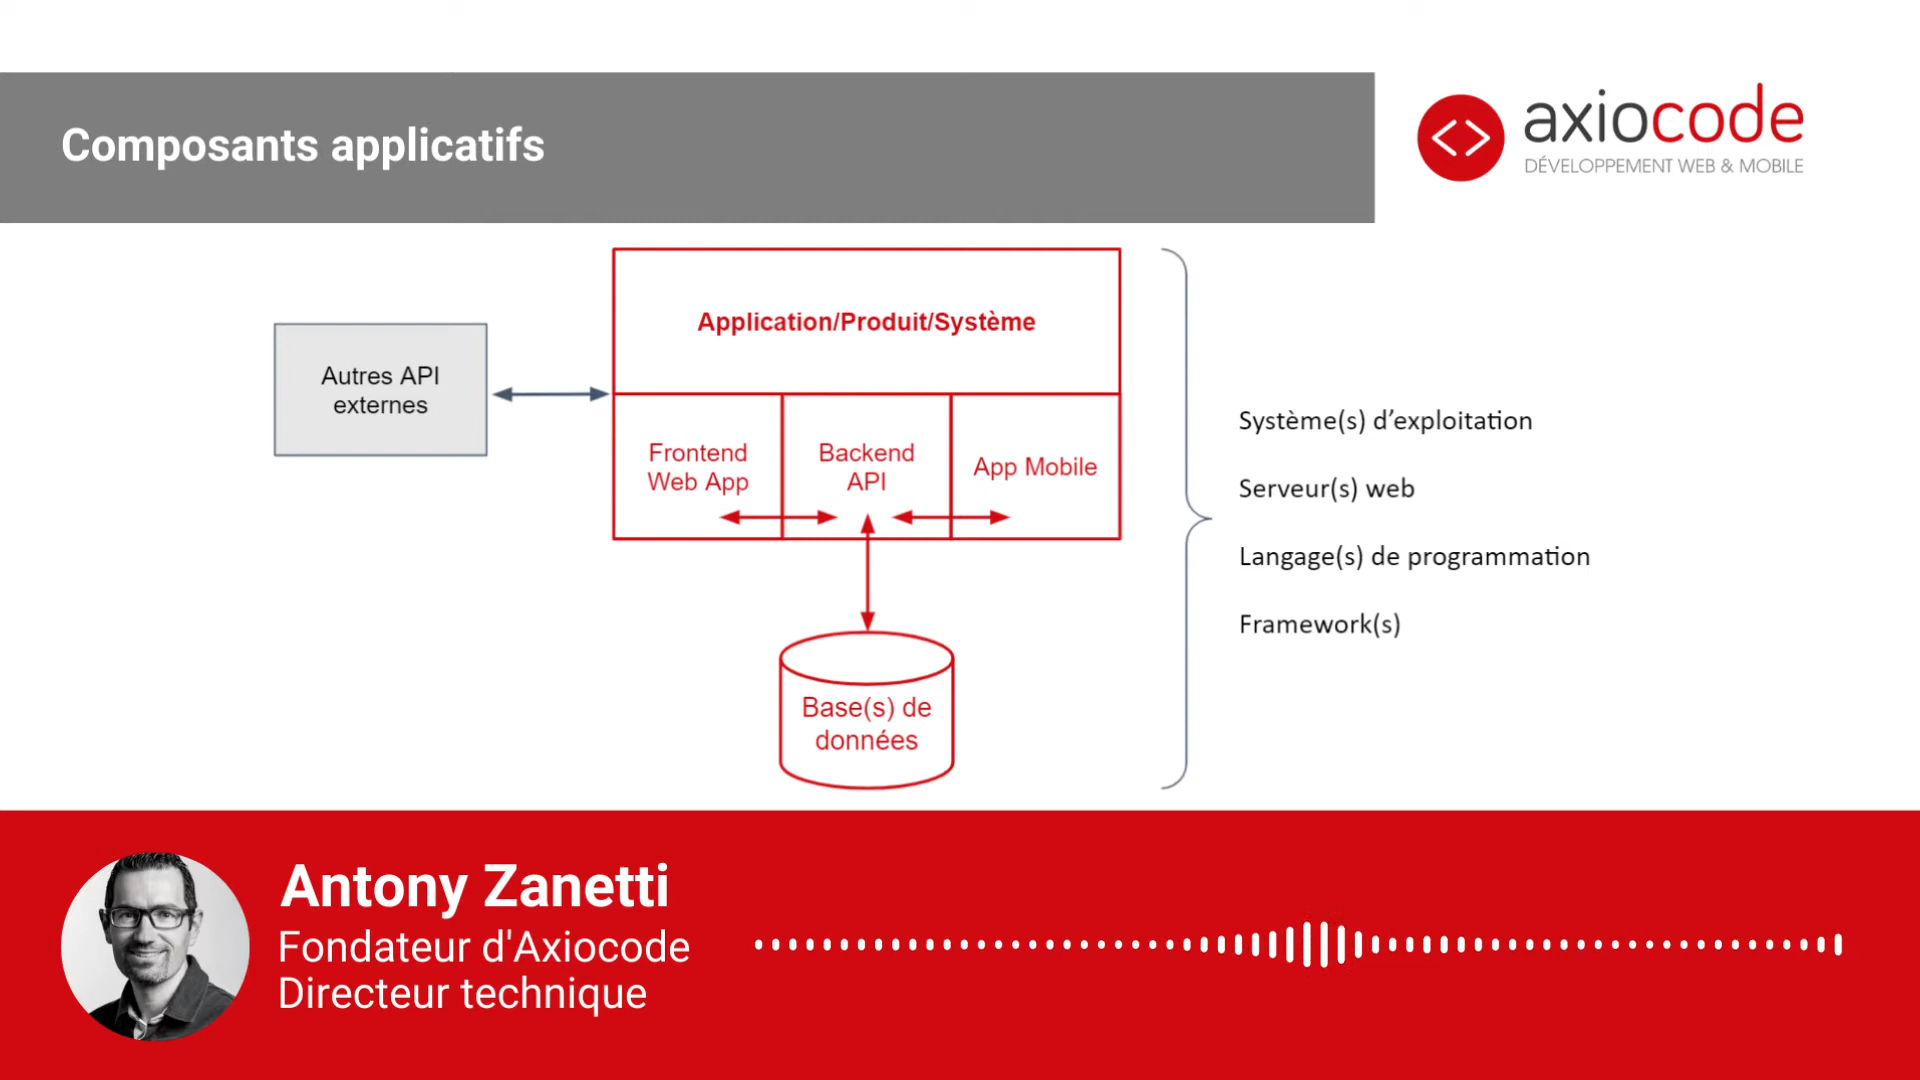 Composants applicatifs
axiocode
DÉVELOPPEMENT WEB & MOBILE
Application/Produit/Système
Autres API
externes
Frontend
Web App
Backend
API
App Mobile
Base(s) de
données
Système(s) d’exploitation
Serveur(s) web
Langage(s) de programmation
Framework(s)
Antony Zanetti
Fondateur d'Axiocode
Directeur technique